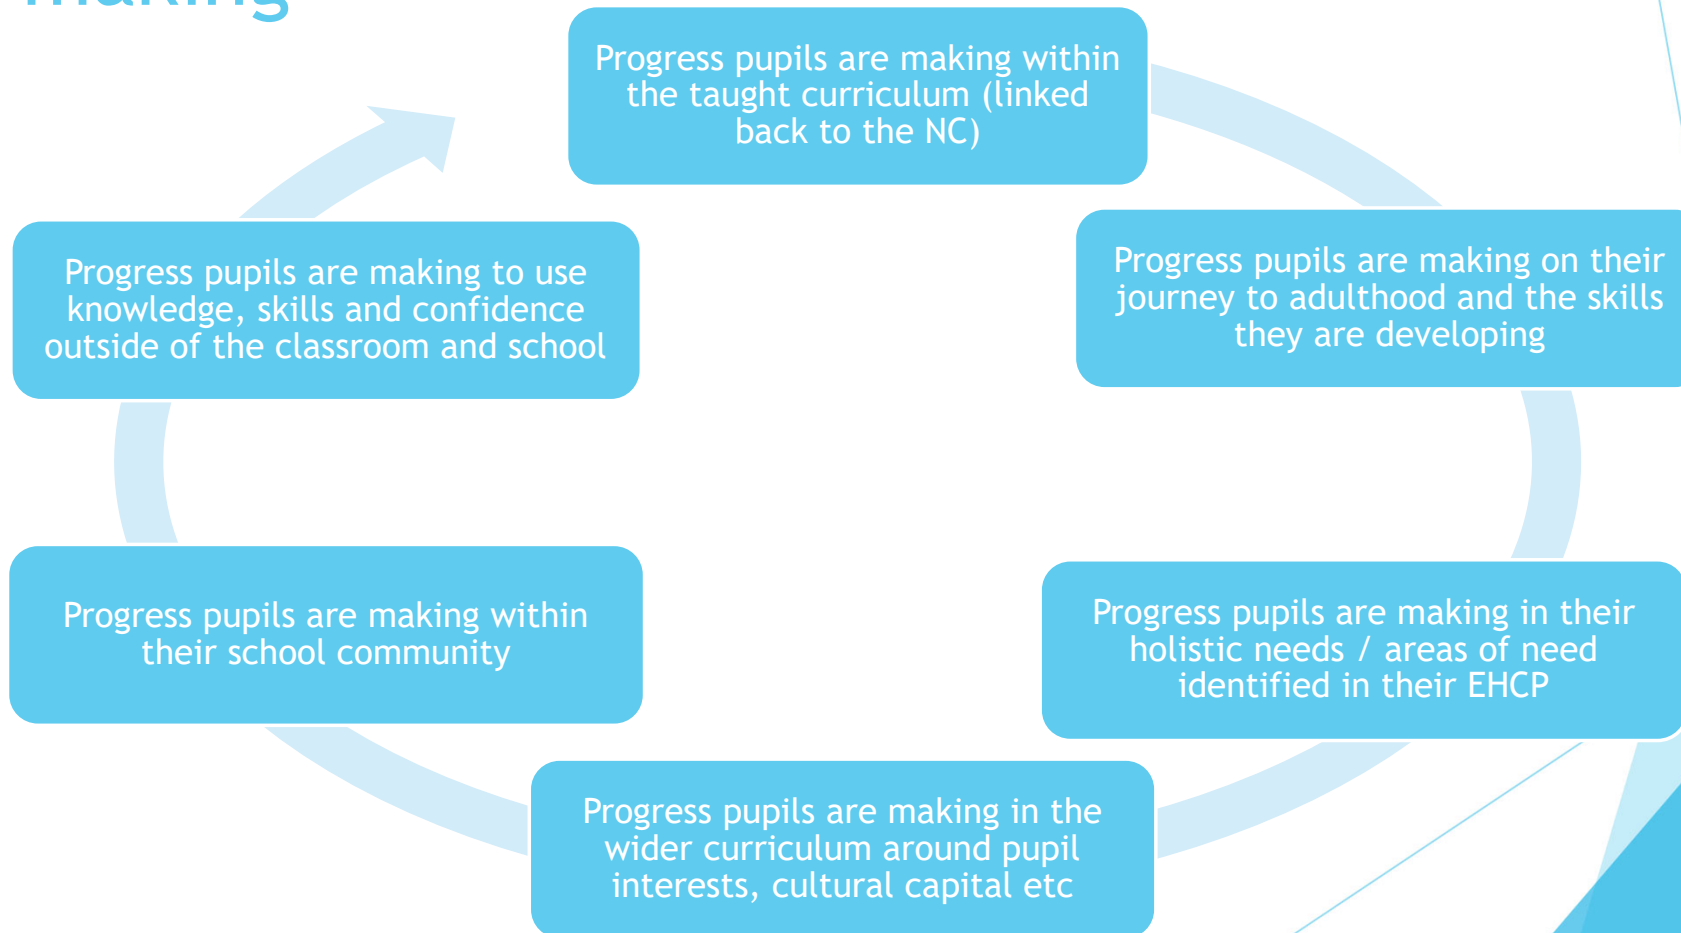 making
Progress pupils are making within
the taught curriculum (linked
back to the NC)
Progress pupils are making on their
journey to adulthood and the skills
they are developing
Progress pupils are making in their
holistic needs / areas of need
identified in their EHCP
Progress pupils are making in the
wider curriculum around pupil
interests, cultural capital etc
Progress pupils are making within
their school community
Progress pupils are making to use
knowledge, skills and confidence
outside of the classroom and school